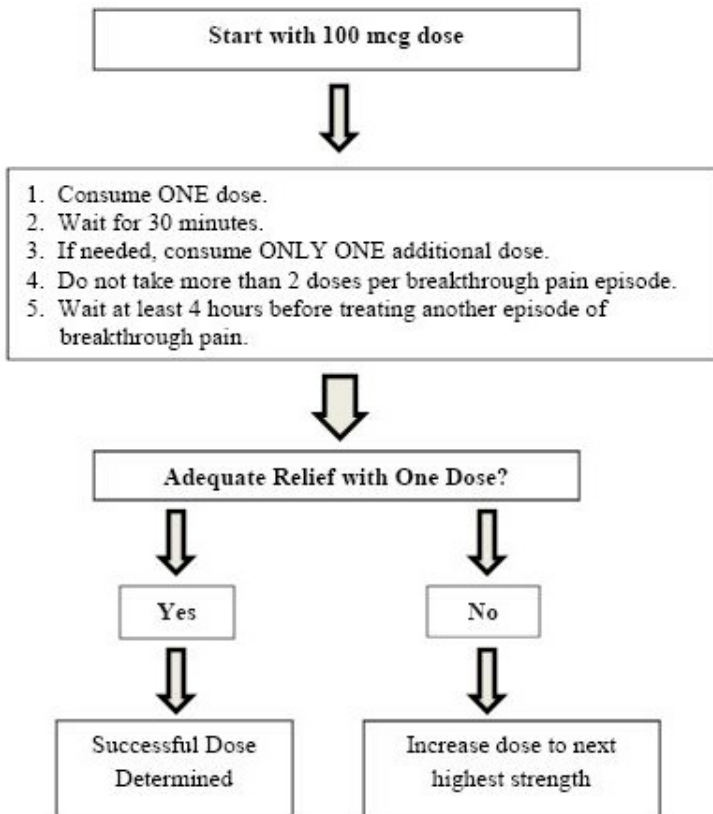 Start with 100 mcg dose
1. Consume ONE dose.
2. Wait for 30 minutes.
3. If needed, consume ONLY ONE additional dose.
4. Do not take more than 2 doses per breakthrough pain episode.
5. Wait at least 4 hours before treating another episode of
breakthrough pain.
Adequate Relief with One Dose?
Yes
No
Successful Dose
Determined
Increase dose to next
highest strength